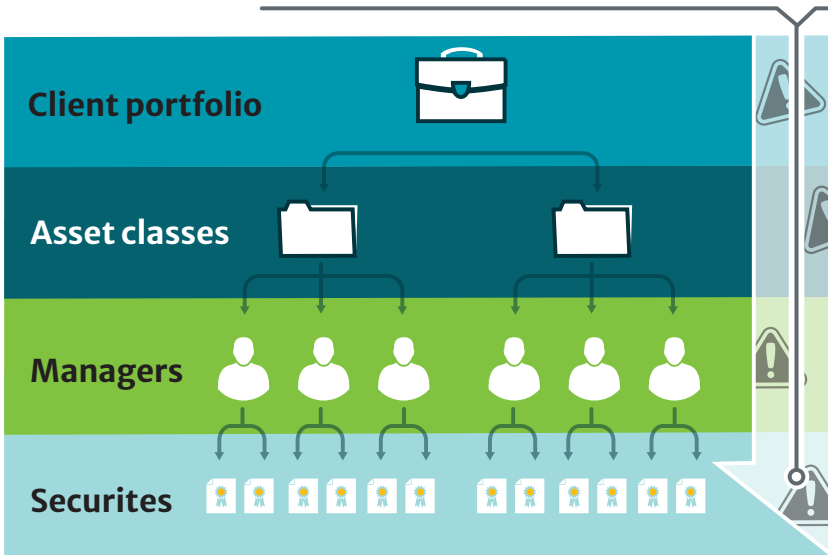 Client portfolio
Asset classes
Managers
Securites